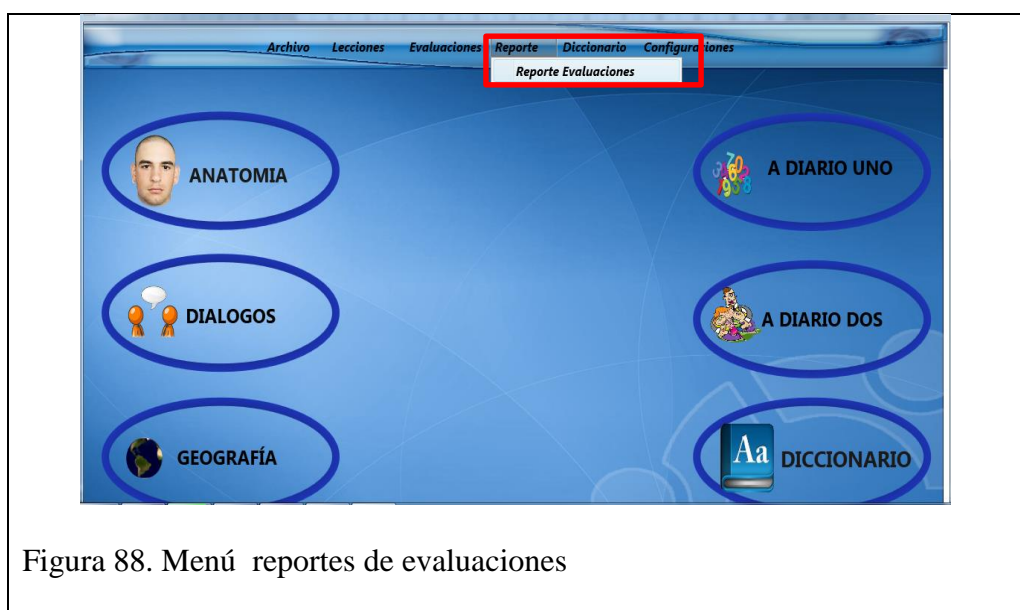 Archivo Lecciones Evaluaciones Reporte Diccionario Configuraciones
Reporte Evaluaciones
ANATOMIA
A DIARIO UNO
DIALOGOS
A DIARIO DOS
GEOGRAFÍA
Aa DICCIONARIO
Figura 88. Menú reportes de evaluaciones